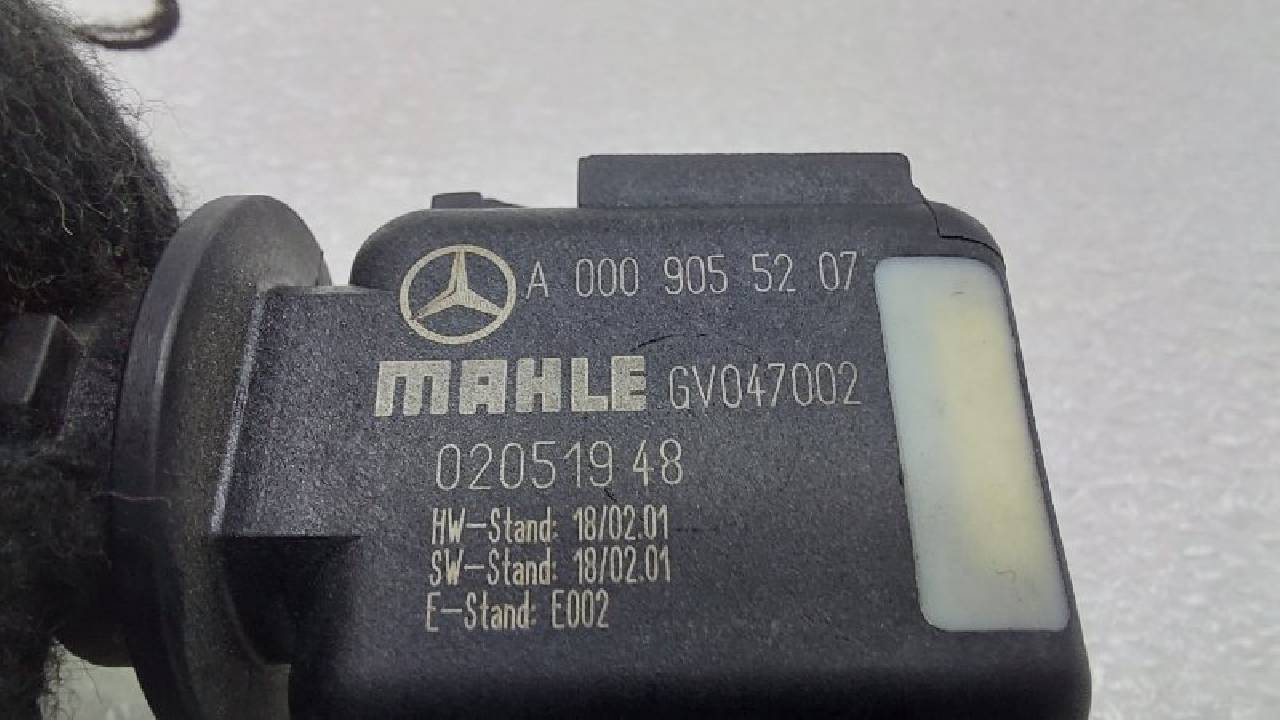 A 000 905 52 07
MAHLE GV047002
02051948
HW-Stand: 18/02.01
SW-Stand: 18/02.01
E-Stand: E002